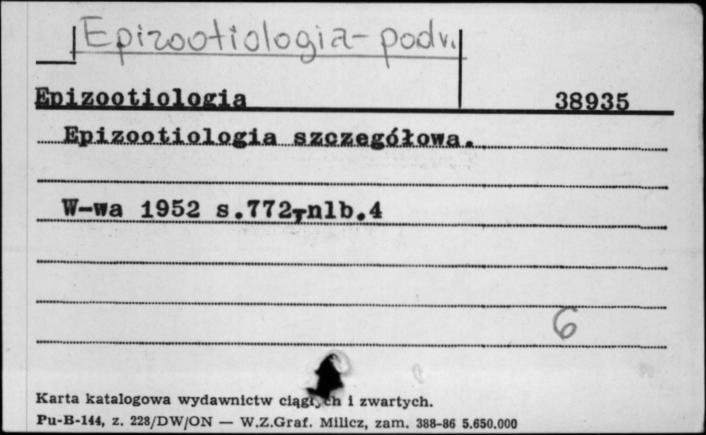 Epizootiologia - podr.
Epizootiologia 38935
Epizootiologia szczegółowa.
W-wa 1952 s.772,nlb.4
6
Karta katalogowa wydawnictw ciągłych i zwartych.
Pu-B-144, z. 228/DW/ON — W.Z.Graf. Milicz, zam. 388-86 5.650.000